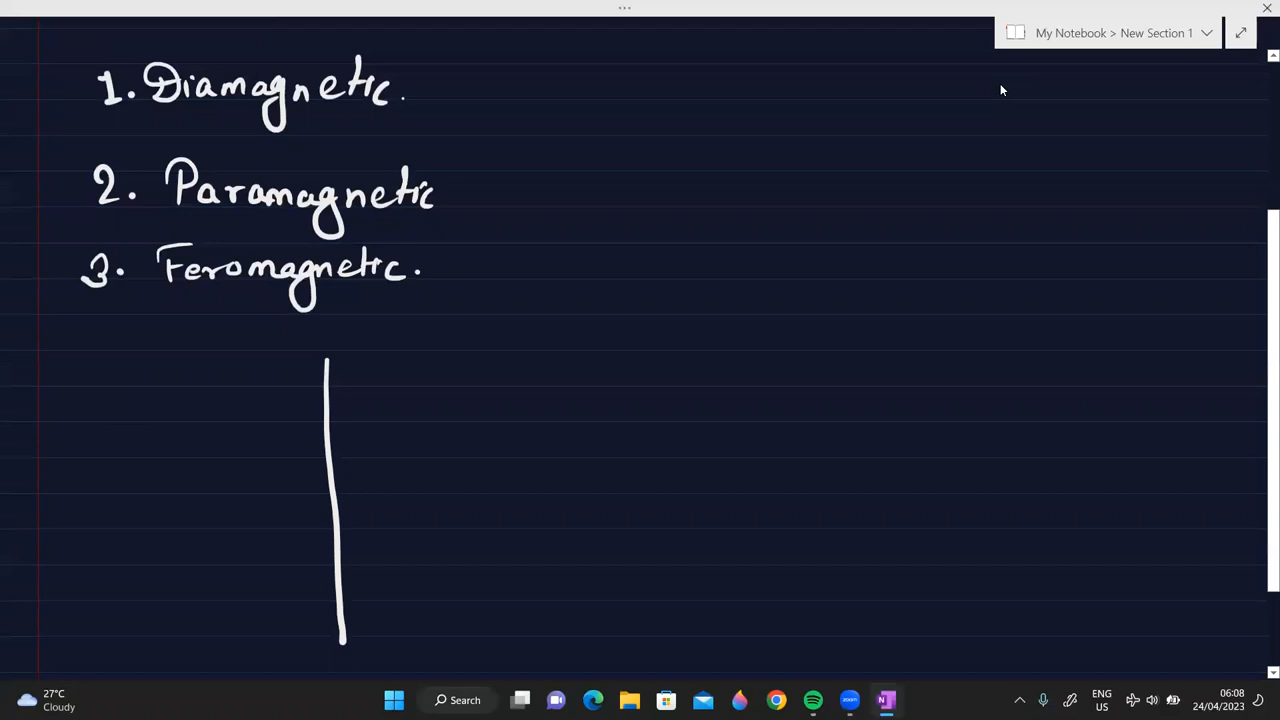 My Notebook > New Section 1
1. Diamagnetic.
2. Paramagnetic
3. Feromagnetic.
27°C
Cloudy
Search
ENG
US
06:08
24/04/2023